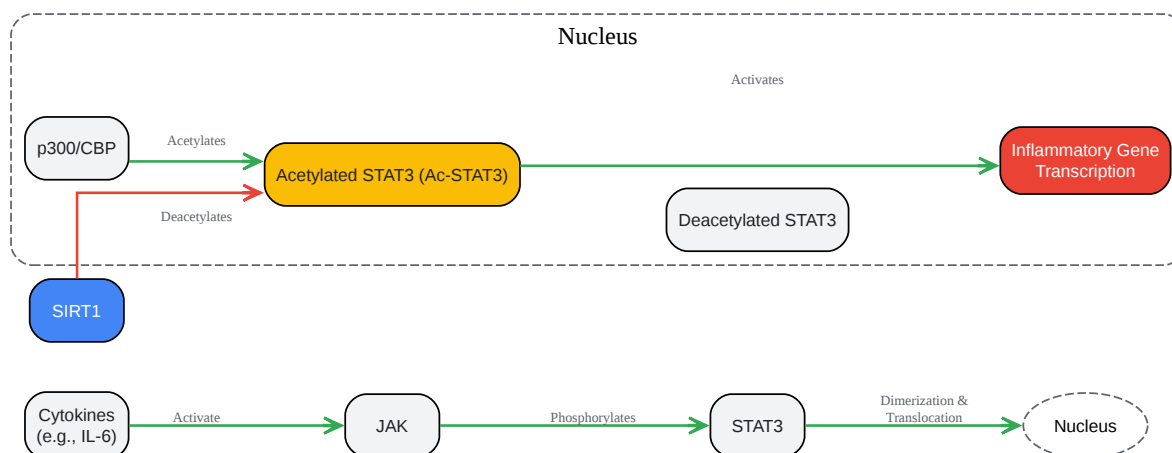 Nucleus
Activates
p300/CBP
Acetylates
Acetylated STAT3 (Ac-STAT3)
Inflammatory Gene
Transcription
Deacetylates
Deacetylated STAT3
SIRT1
Cytokines
(e.g., IL-6)
Activate
JAK
Phosphorylates
STAT3
Dimerization &
Translocation
Nucleus